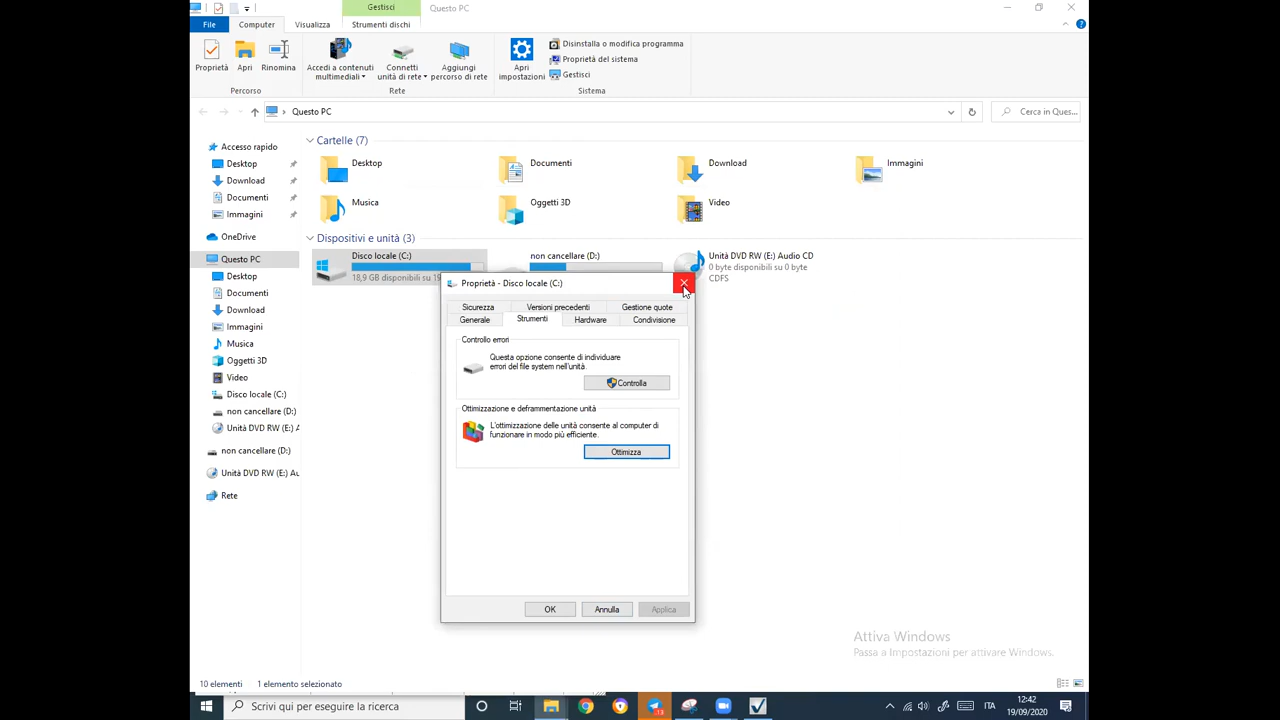 Gestisci
Questo PC
File
Computer
Visualizza
Strumenti dischi
Proprietà
Apri
Rinomina
Accedi a contenuti
multimediali
Connetti
unità di rete
Aggiungi
percorso di rete
Apri
impostazioni
Disinstalla o modifica programma
Proprietà del sistema
Gestisci
Percorso
Rete
Sistema
Questo PC
Cerca in Ques...
Accesso rapido
Desktop
Download
Documenti
Immagini
OneDrive
Questo PC
Desktop
Documenti
Download
Immagini
Musica
Oggetti 3D
Video
Disco locale (C:)
non cancellare (D:)
Unità DVD RW (E:) A
non cancellare (D:)
Unità DVD RW (E:) Au
Rete
Cartelle (7)
Desktop
Documenti
Download
Immagini
Musica
Oggetti 3D
Video
Dispositivi e unità (3)
Disco locale (C:)
18,9 GB disponibili su
non cancellare (D:)
Unità DVD RW (E:) Audio CD
0 byte disponibili su 0 byte
CDFS
Proprietà - Disco locale (C:)
Sicurezza
Versioni precedenti
Gestione quote
Generale
Strumenti
Hardware
Condivisione
Controllo errori
Questa opzione consente di individuare
errori del file system nell'unità.
Controlla
Ottimizzazione e deframmentazione unità
L'ottimizzazione delle unità consente al computer di
funzionare in modo più efficiente.
Ottimizza
OK
Annulla
Applica
Attiva Windows
Passa a Impostazioni per attivare Windows.
10 elementi
1 elemento selezionato
Scrivi qui per eseguire la ricerca
13
ITA
12:42
19/09/2020